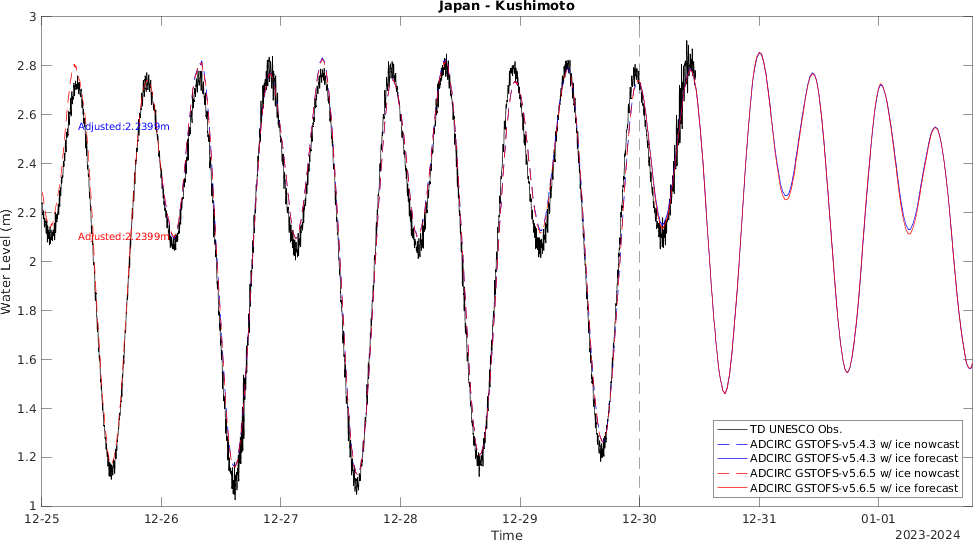 Japan - Kushimoto
3
2.8
2.6
2.4
2.2
2
1.8
1.6
1.4
1.2
1
Water Level (m)
Adjusted:2.2399m
Adjusted:2.2399m
TD UNESCO Obs.
ADCIRC GSTOFS-v5.4.3 w/ ice nowcast
ADCIRC GSTOFS-v5.4.3 w/ ice forecast
ADCIRC GSTOFS-v5.6.5 w/ ice nowcast
ADCIRC GSTOFS-v5.6.5 w/ ice forecast
12-25 12-26 12-27 12-28 12-29 12-30 12-31 01-01
Time
2023-2024